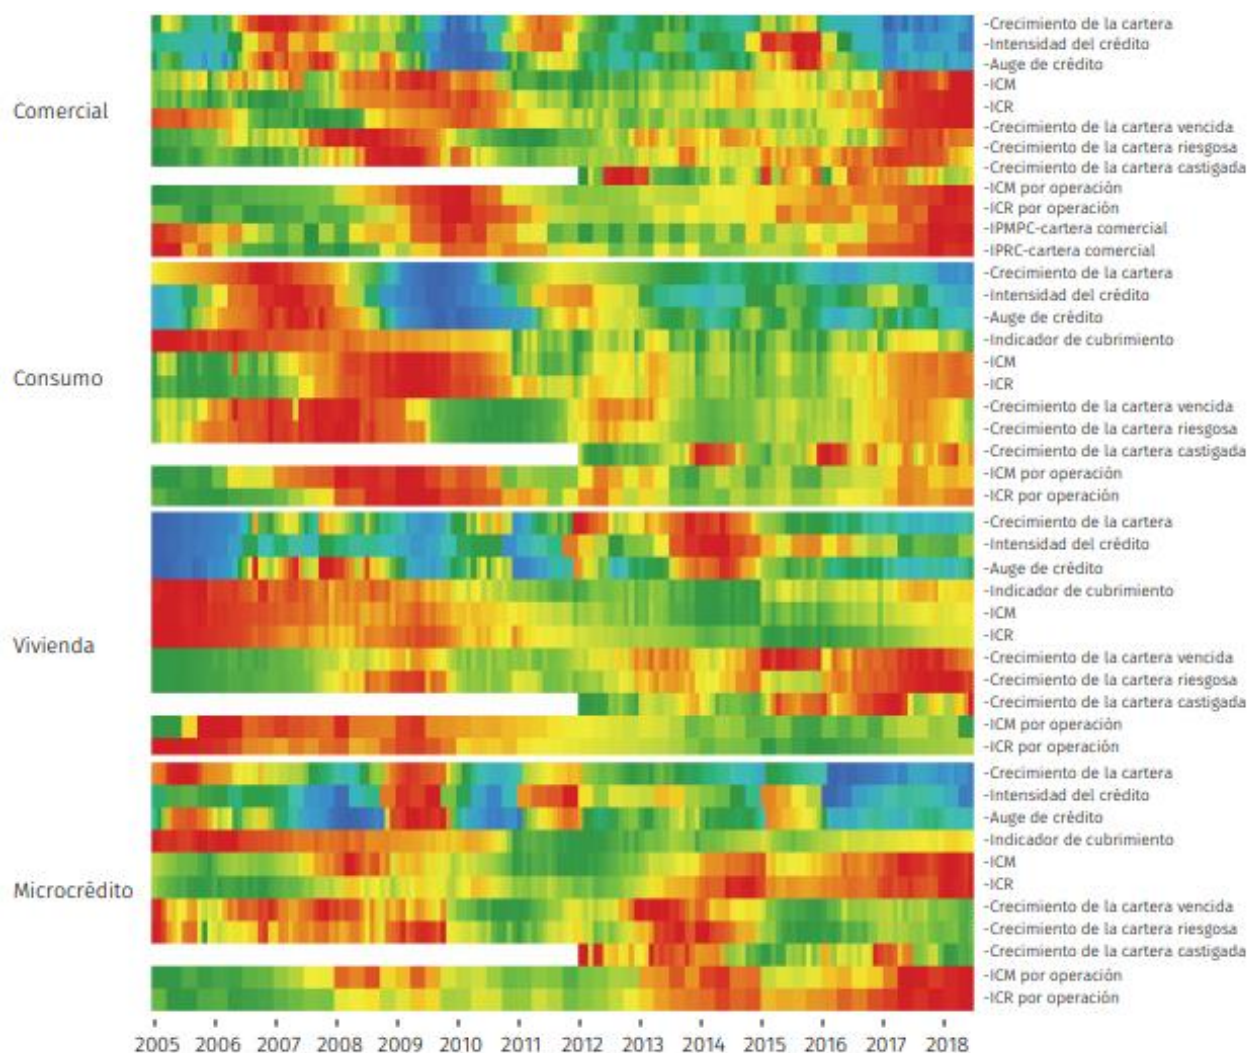 Comercial
-Crecimiento de la cartera
-Intensidad del crédito
-Auge de crédito
-ICM
-ICR
-Crecimiento de la cartera vencida
-Crecimiento de la cartera riesgosa
-Crecimiento de la cartera castigada
-ICM por operación
-ICR por operación
-IPMPC-cartera comercial
-IPRC-cartera comercial
Consumo
-Crecimiento de la cartera
-Intensidad del crédito
-Auge de crédito
-Indicador de cubrimiento
-ICM
-ICR
-Crecimiento de la cartera vencida
-Crecimiento de la cartera riesgosa
-Crecimiento de la cartera castigada
-ICM por operación
-ICR por operación
Vivienda
-Crecimiento de la cartera
-Intensidad del crédito
-Auge de crédito
-Indicador de cubrimiento
-ICM
-ICR
-Crecimiento de la cartera vencida
-Crecimiento de la cartera riesgosa
-Crecimiento de la cartera castigada
-ICM por operación
-ICR por operación
Microcrédito
-Crecimiento de la cartera
-Intensidad del crédito
-Auge de crédito
-Indicador de cubrimiento
-ICM
-ICR
-Crecimiento de la cartera vencida
-Crecimiento de la cartera riesgosa
-Crecimiento de la cartera castigada
-ICM por operación
-ICR por operación
2005 2006 2007 2008 2009 2010 2011 2012 2013 2014 2015 2016 2017 2018